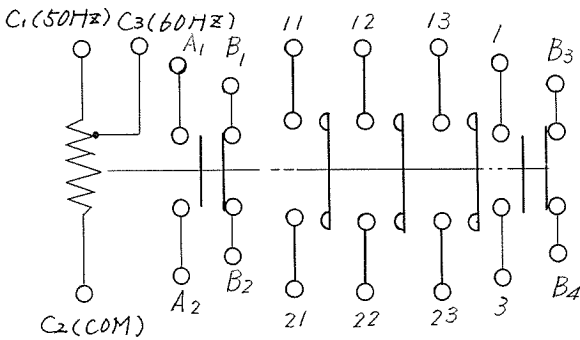 C1(50HZ) C3(60HZ)
A1 B1 11 12 13 1 B3
A2 B2 21 22 23 3 B4
C2(COM)